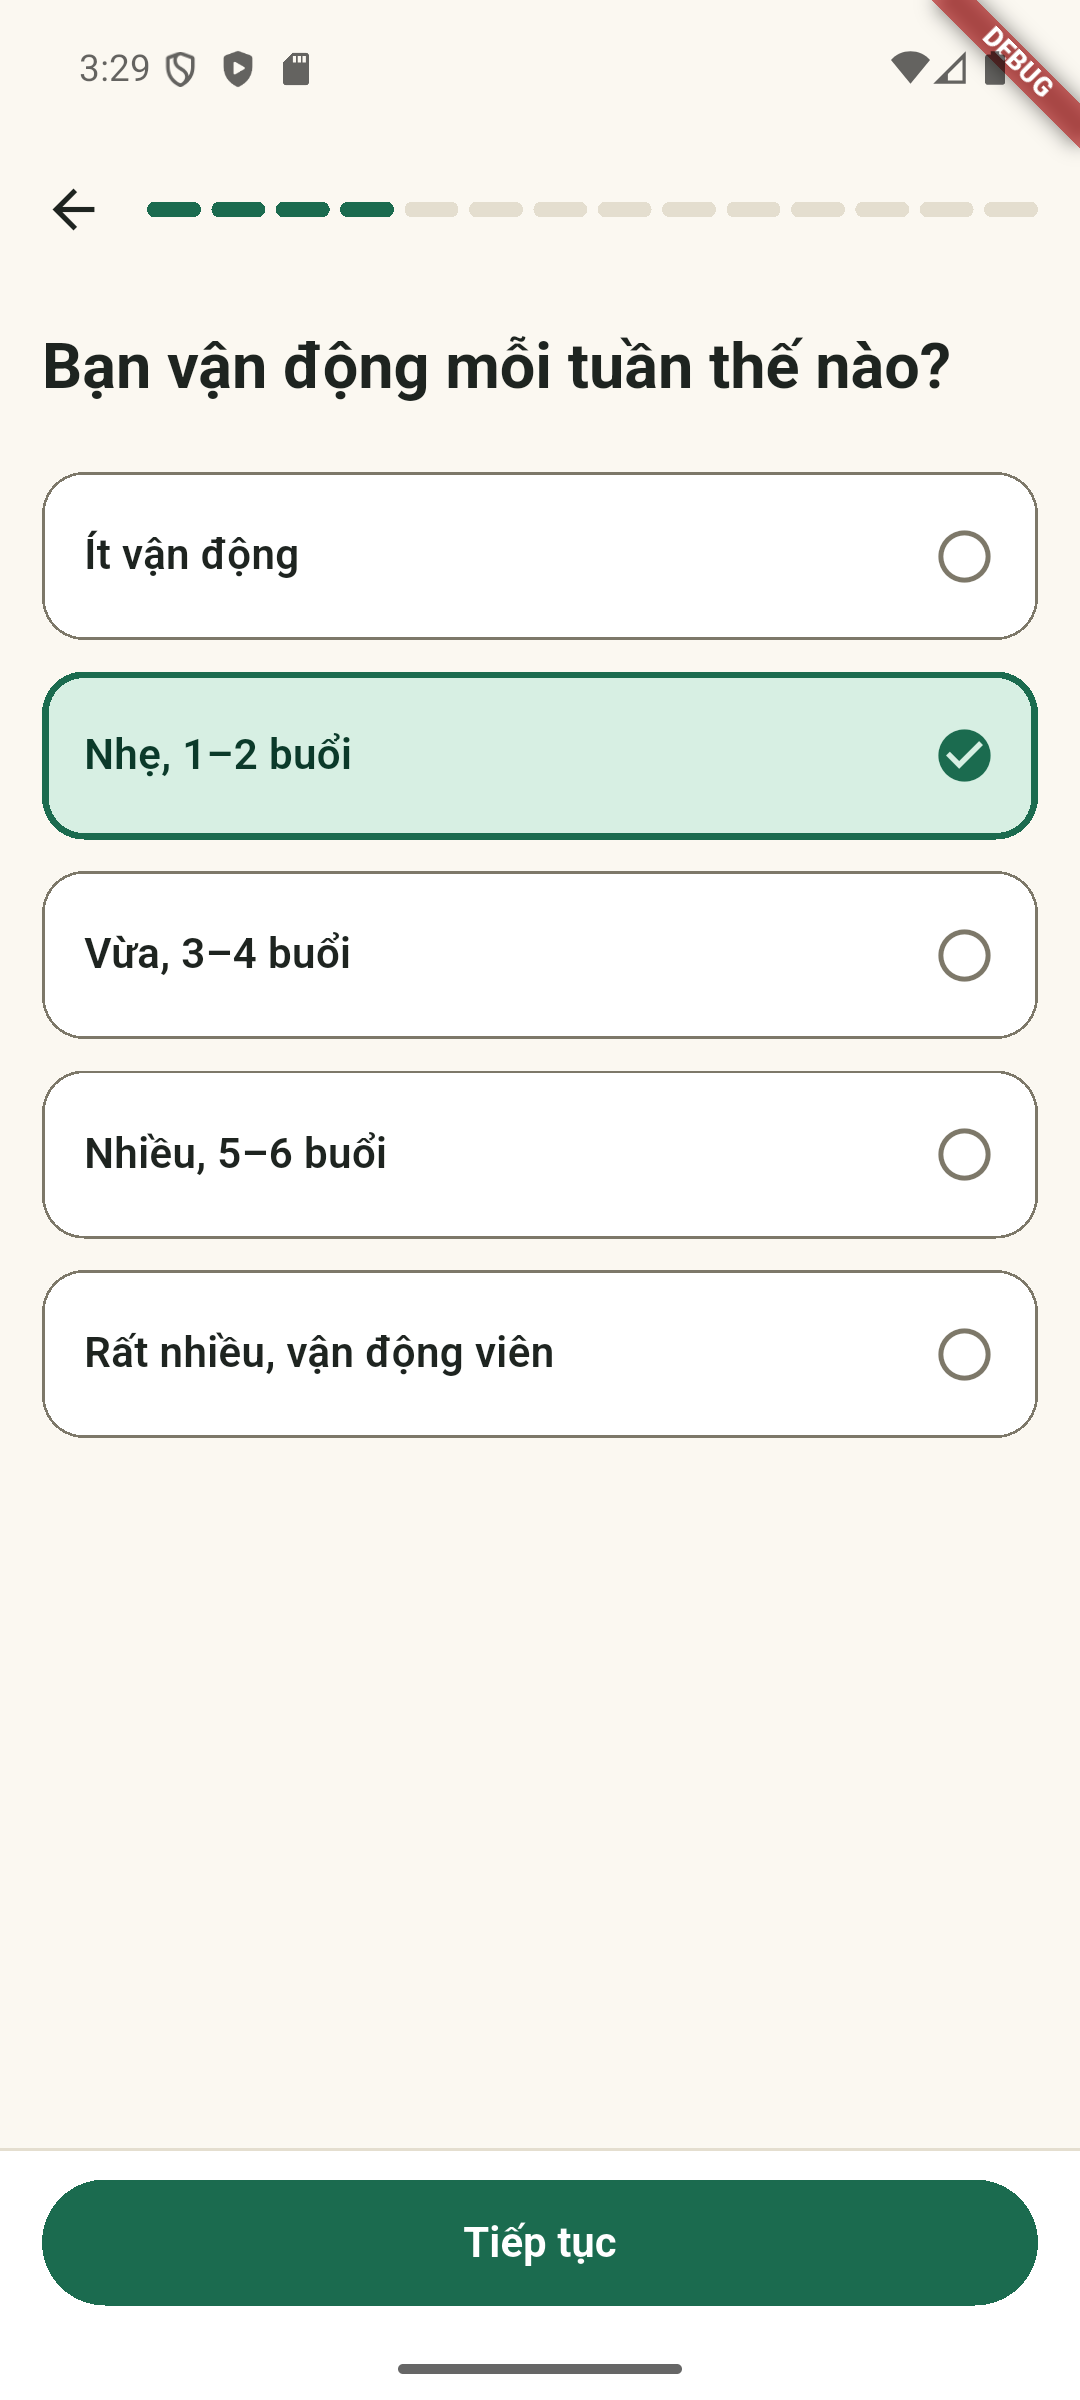 3:29
DEBUG
Bạn vận động mỗi tuần thế nào?
Ít vận động
Nhẹ, 1–2 buổi
Vừa, 3–4 buổi
Nhiều, 5–6 buổi
Rất nhiều, vận động viên
Tiếp tục